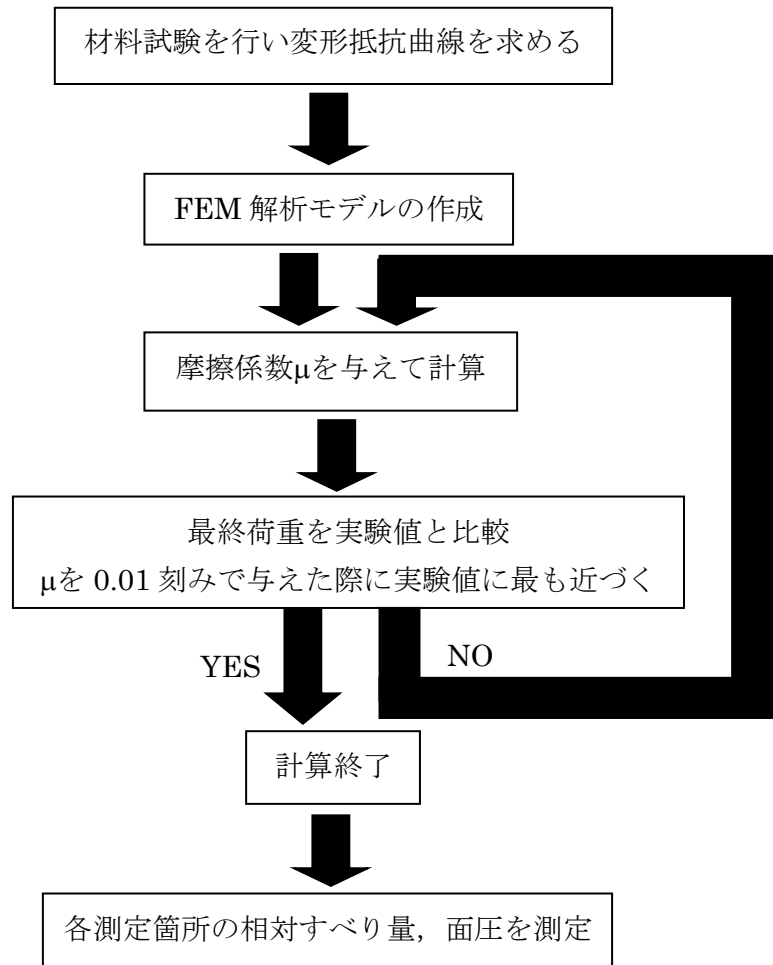 材料試験を行い変形抵抗曲線を求める
FEM 解析モデルの作成
摩擦係数μを与えて計算
最終荷重を実験値と比較
μを 0.01 刻みで与えた際に実験値に最も近づく
YES
NO
計算終了
各測定箇所の相対すべり量，面圧を測定